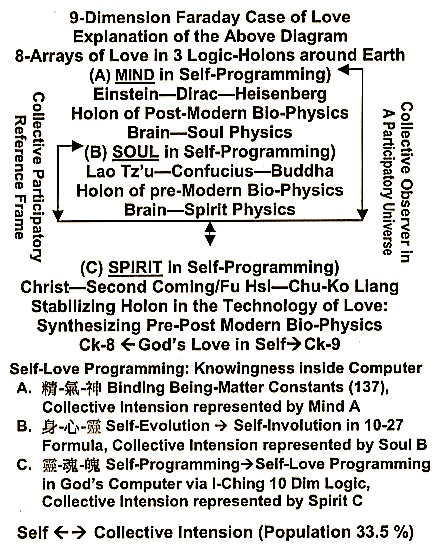 9-Dimension Faraday Case of Love
Explanation of the Above Diagram
8-Arrays of Love in 3 Logic-Holons around Earth
(A) MIND in Self-Programming)
Einstein—Dirac—Heisenberg
Holon of Post-Modern Bio-Physics
Brain—Soul Physics
(B) SOUL in Self-Programming)
Lao Tz'u—Confucius—Buddha
Holon of pre-Modern Bio-Physics
Brain—Spirit Physics
Collective Participatory
Reference Frame
Collective Observer in
A Participatory Universe
(C) SPIRIT in Self-Programming)
Christ—Second Coming/Fu Hsi—Chu-Ko Liang
Stabilizing Holon in the Technology of Love:
Synthesizing Pre-Post Modern Bio-Physics
Ck-8 ←God's Love in Self→Ck-9
Self-Love Programming: Knowingness inside Computer
A. 精-氣-神 Binding Being-Matter Constants (137),
Collective Intension represented by Mind A
B. 身-心-靈 Self-Evolution → Self-Involution in 10-27
Formula, Collective Intension represented by Soul B
C. 靈-魂-魄 Self-Programming→Self-Love Programming
in God's Computer via I-Ching 10 Dim Logic,
Collective Intension represented by Spirit C
Self ←→ Collective Intension (Population 33.5 %)